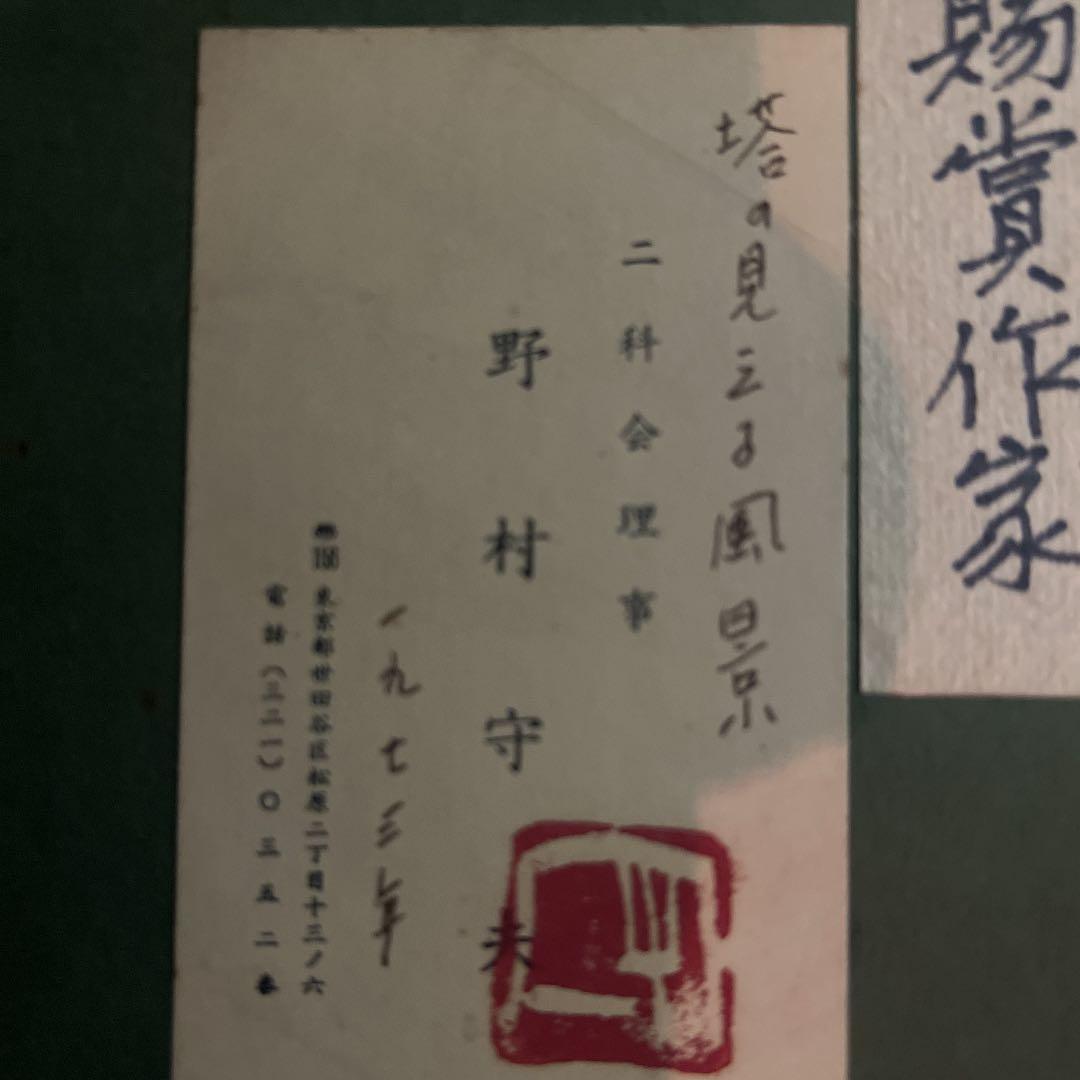 賜賞作家
塔の見える風景
二科会理事
野村守夫
一九七三年
〒156 東京都世田谷区松原二丁目十三ノ六
電話(三二一)〇三五二番